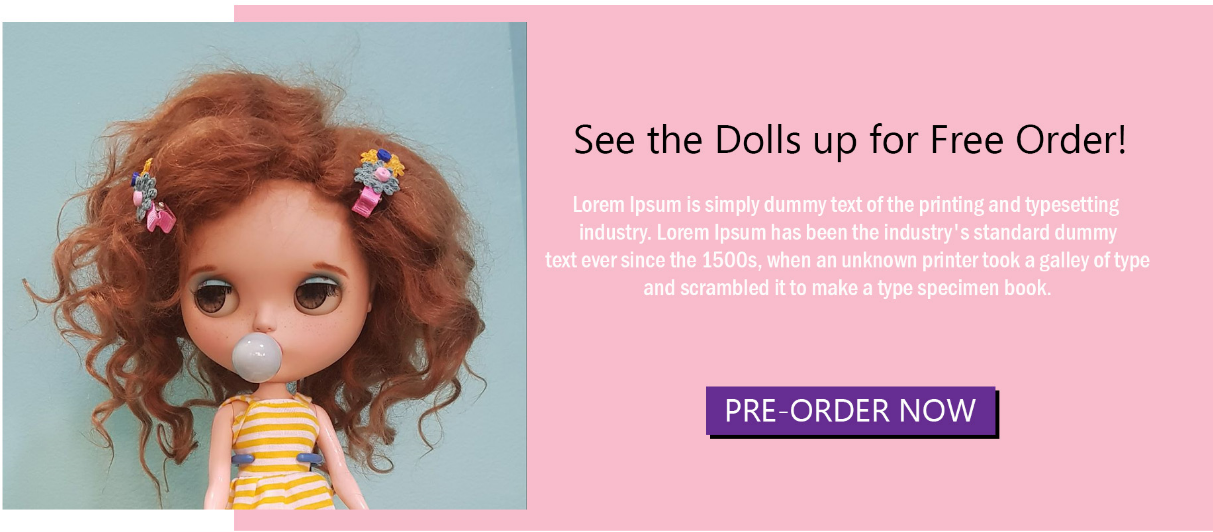 See the Dolls up for Free Order!
Lorem Ipsum is simply dummy text of the printing and typesetting
industry. Lorem Ipsum has been the industry's standard dummy
text ever since the 1500s, when an unknown printer took a galley of type
and scrambled it to make a type specimen book.
PRE-ORDER NOW